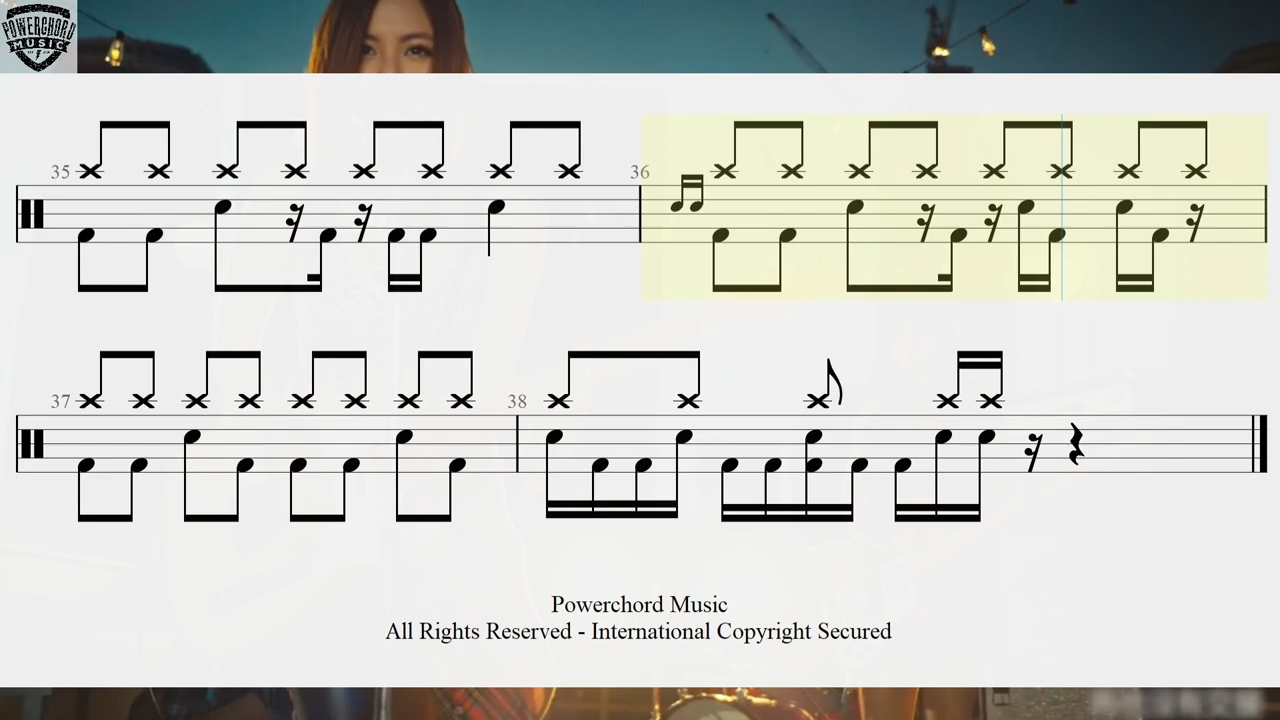 POWERCHORD
MUSIC
35
36
37
38
Powerchord Music
All Rights Reserved - International Copyright Secured